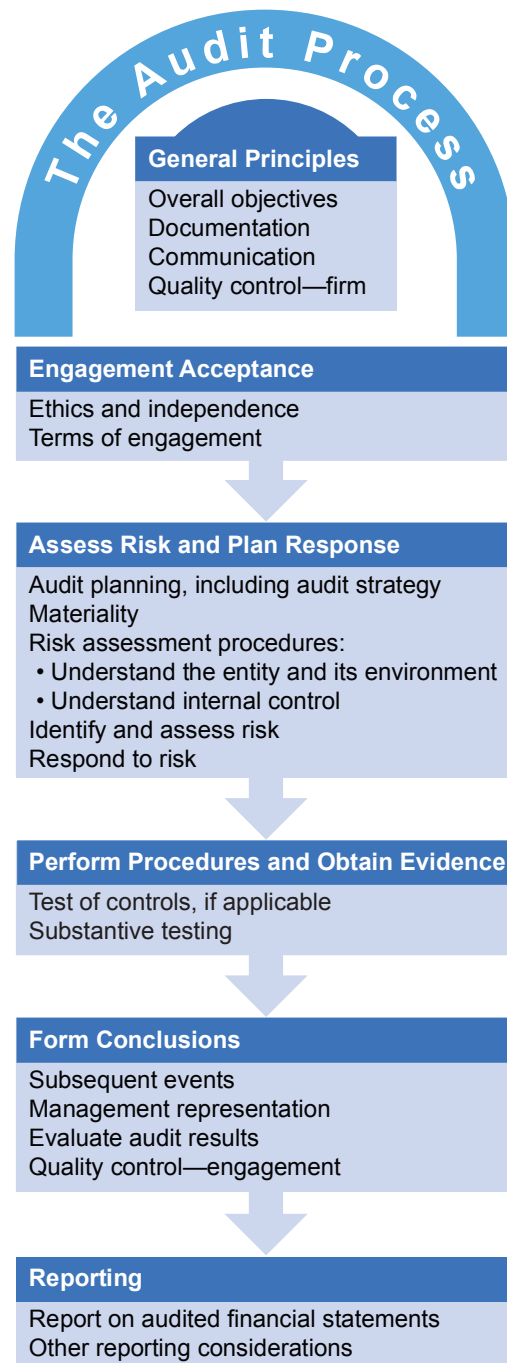 The Audit Process
General Principles
Overall objectives
Documentation
Communication
Quality control—firm
Engagement Acceptance
Ethics and independence
Terms of engagement
Assess Risk and Plan Response
Audit planning, including audit strategy
Materiality
Risk assessment procedures:
• Understand the entity and its environment
• Understand internal control
Identify and assess risk
Respond to risk
Perform Procedures and Obtain Evidence
Test of controls, if applicable
Substantive testing
Form Conclusions
Subsequent events
Management representation
Evaluate audit results
Quality control—engagement
Reporting
Report on audited financial statements
Other reporting considerations